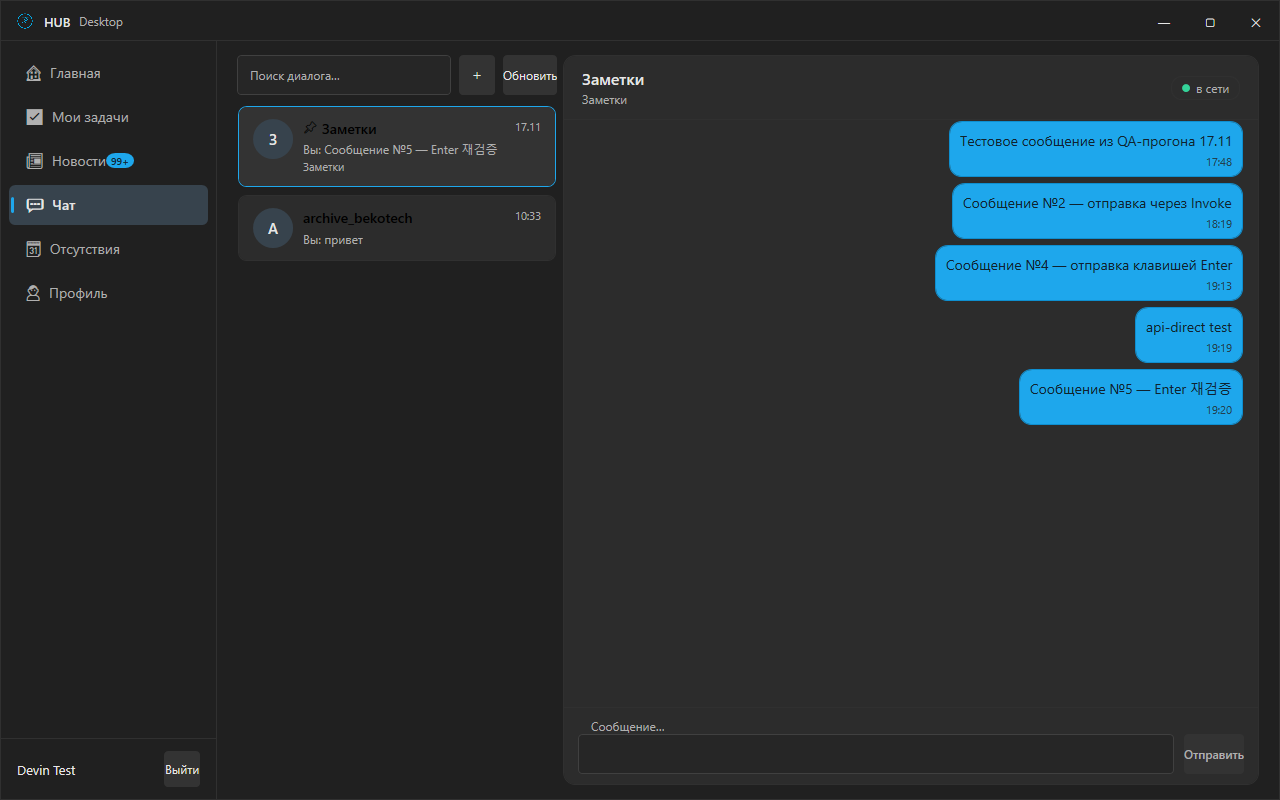 HUB Desktop
Главная
Мои задачи
Новости 99+
Чат
31 Отсутствия
Профиль
Devin Test
Выйти
Поиск диалога...
+
Обновить
З
Заметки
17.11
Вы: Сообщение №5 — Enter 재검증
Заметки
A
archive_bekotech
10:33
Вы: привет
Заметки
Заметки
в сети
Тестовое сообщение из QA-прогона 17.11
17:48
Сообщение №2 — отправка через Invoke
18:19
Сообщение №4 — отправка клавишей Enter
19:13
api-direct test
19:19
Сообщение №5 — Enter 재검증
19:20
Сообщение...
Отправить